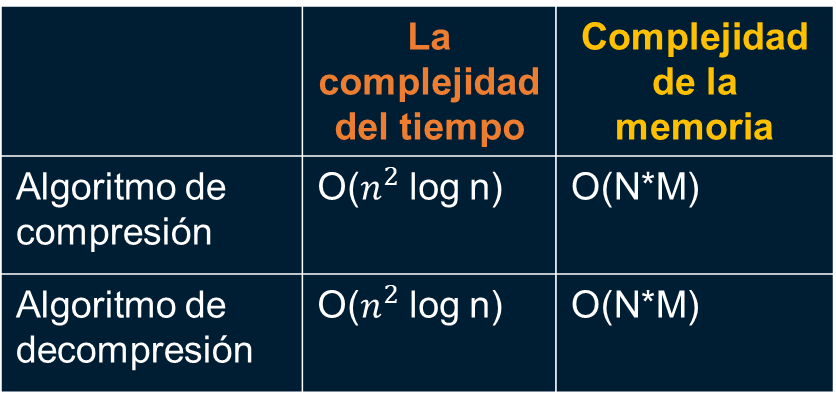 La
complejidad
del tiempo
Complejidad
de la
memoria
Algoritmo de
compresión
O(n² log n)
O(N*M)
Algoritmo de
decompresión
O(n² log n)
O(N*M)